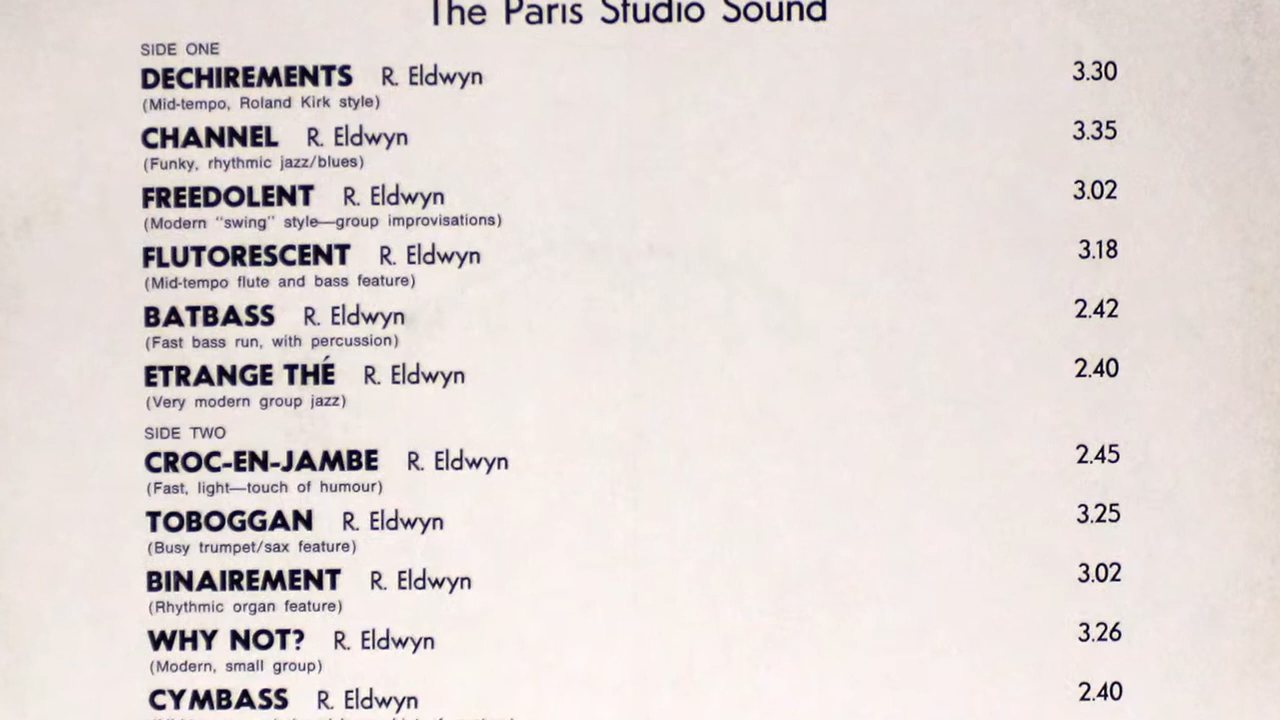 The Paris Studio Sound
SIDE ONE
DECHIREMENTS R. Eldwyn 3.30
(Mid-tempo, Roland Kirk style)
CHANNEL R. Eldwyn 3.35
(Funky, rhythmic jazz/blues)
FREEDOLENT R. Eldwyn 3.02
(Modern "swing" style—group improvisations)
FLUTORESCENT R. Eldwyn 3.18
(Mid-tempo flute and bass feature)
BATBASS R. Eldwyn 2.42
(Fast bass run, with percussion)
ETRANGE THÉ R. Eldwyn 2.40
(Very modern group jazz)
SIDE TWO
CROC-EN-JAMBE R. Eldwyn 2.45
(Fast, light—touch of humour)
TOBOGGAN R. Eldwyn 3.25
(Busy trumpet/sax feature)
BINAIREMENT R. Eldwyn 3.02
(Rhythmic organ feature)
WHY NOT? R. Eldwyn 3.26
(Modern, small group)
CYMBASS R. Eldwyn 2.40